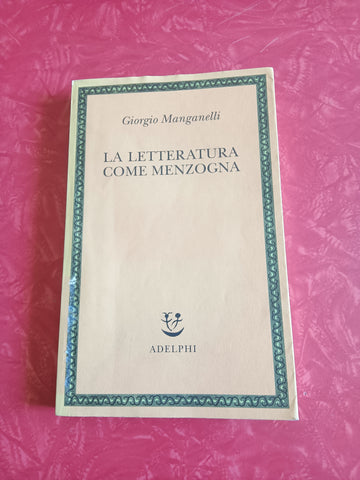 Giorgio Manganelli
LA LETTERATURA
COME MENZOGNA
ADELPHI